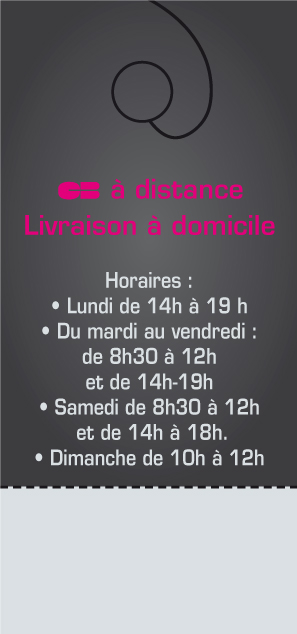 CB à distance
Livraison à domicile
Horaires :
• Lundi de 14h à 19 h
• Du mardi au vendredi :
de 8h30 à 12h
et de 14h-19h
• Samedi de 8h30 à 12h
et de 14h à 18h.
• Dimanche de 10h à 12h